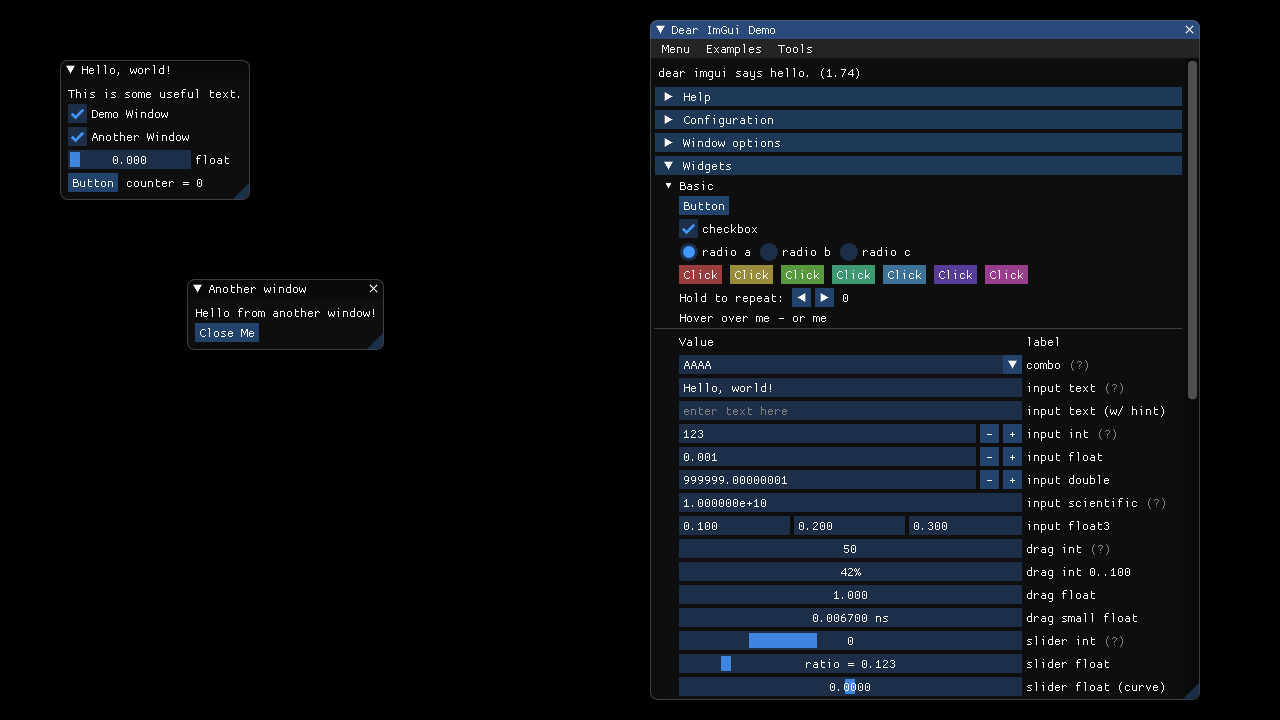 Hello, world!
This is some useful text.
Demo Window
Another Window
0.000 float
Button counter = 0
Another window
Hello from another window!
Close Me
Dear ImGui Demo
Menu Examples Tools
dear imgui says hello. (1.74)
Help
Configuration
Window options
Widgets
Basic
Button
checkbox
radio a radio b radio c
Click Click Click Click Click Click Click
Hold to repeat: 0
Hover over me - or me
Value label
AAAA combo (?)
Hello, world! input text (?)
enter text here input text (w/ hint)
123 - + input int (?)
0.001 - + input float
999999.00000001 - + input double
1.000000e+10 input scientific (?)
0.100 0.200 0.300 input float3
50 drag int (?)
42% drag int 0..100
1.000 drag float
0.006700 ns drag small float
0 slider int (?)
ratio = 0.123 slider float
0.0000 slider float (curve)